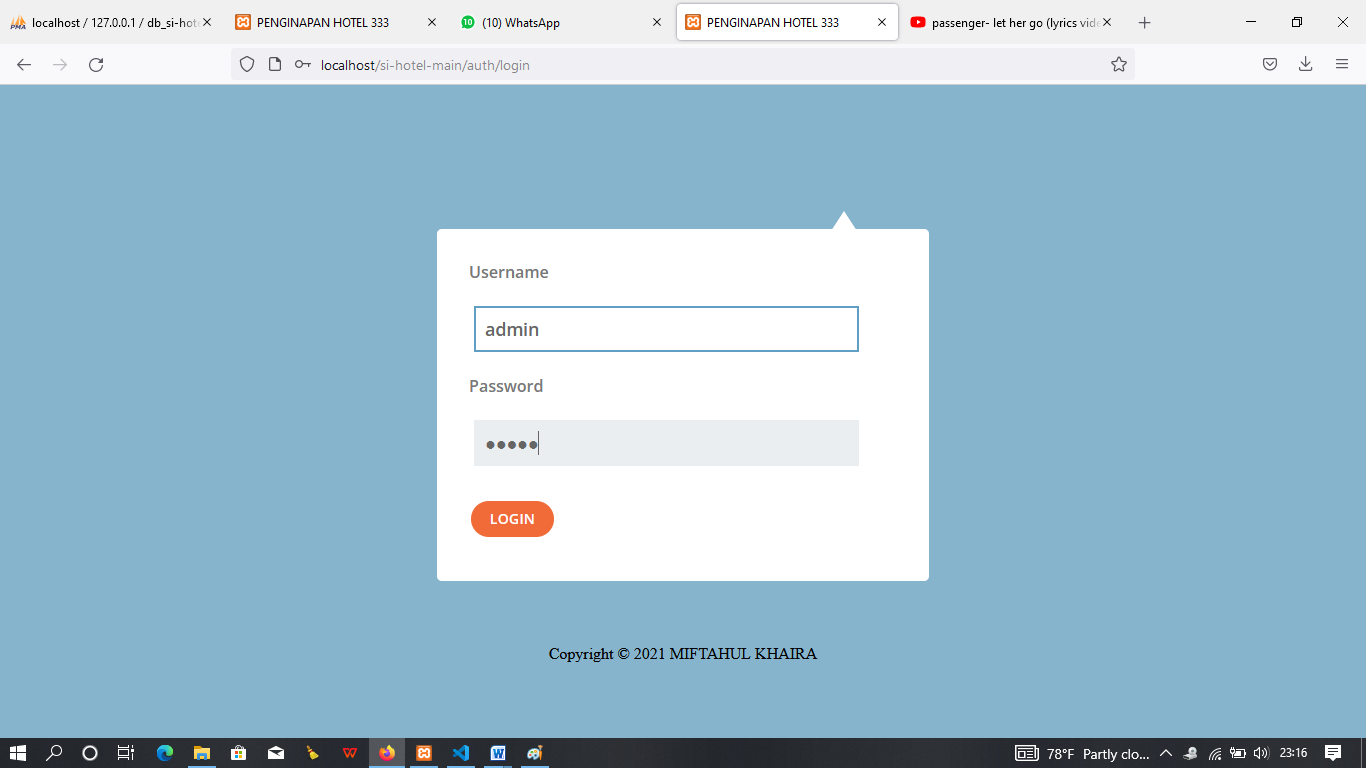 localhost / 127.0.0.1 / db_si-hot
PENGINAPAN HOTEL 333
10 (10) WhatsApp
PENGINAPAN HOTEL 333
passenger- let her go (lyrics vide
localhost/si-hotel-main/auth/login
Username
admin
Password
LOGIN
Copyright © 2021 MIFTAHUL KHAIRA
78°F Partly clo... 23:16